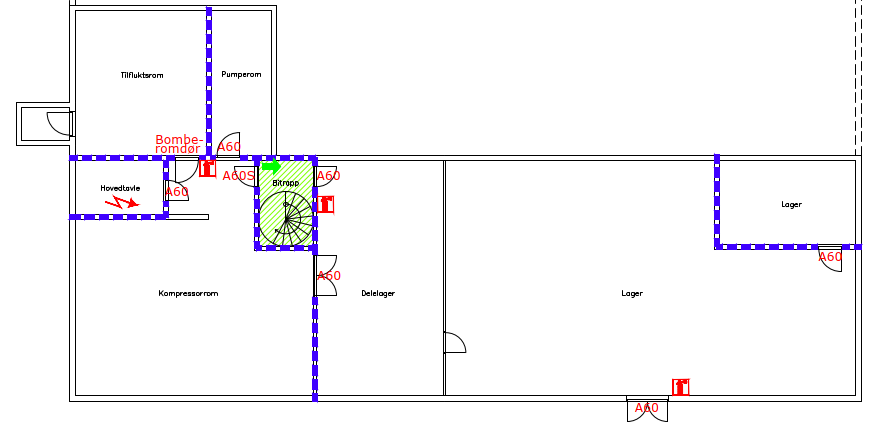 Tilfluktsrom
Pumperom
Bombe-
romdør
A60
A60S
Bitrapp
A60
Hovedtavle
A60
Lager
A60
A60
Kompressorrom
Delelager
Lager
A60